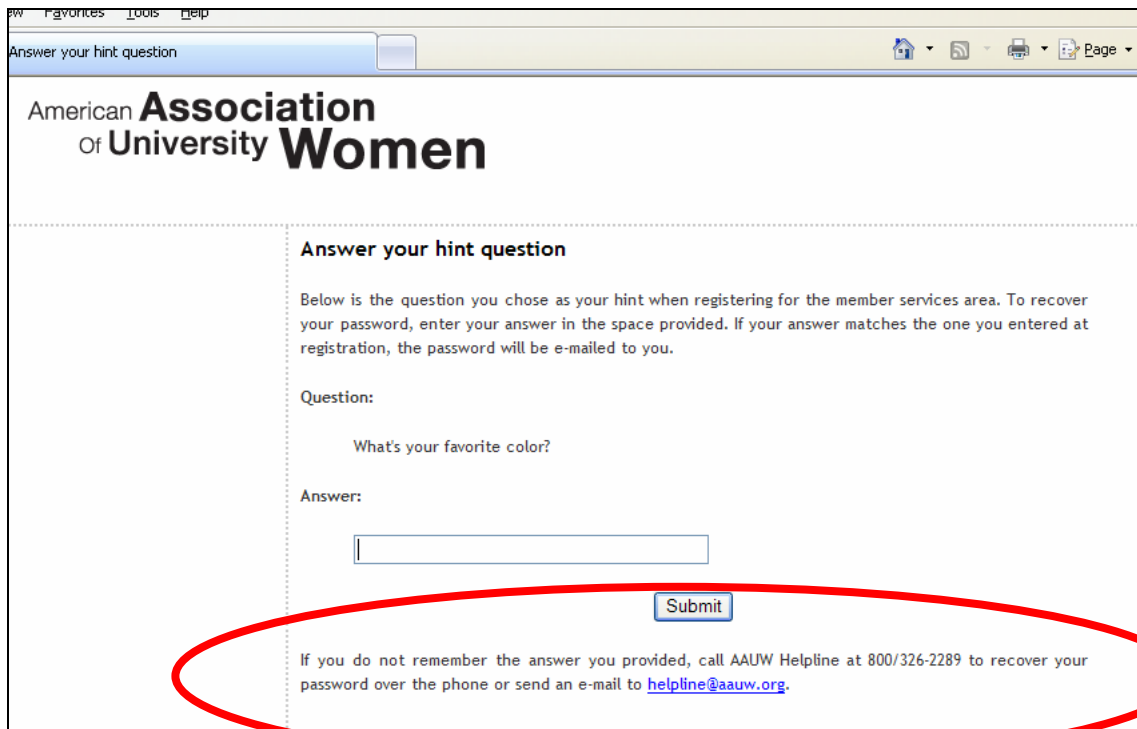 ew Favorites Tools Help
Answer your hint question
Page
American Association
Of University Women
Answer your hint question
Below is the question you chose as your hint when registering for the member services area. To recover
your password, enter your answer in the space provided. If your answer matches the one you entered at
registration, the password will be e-mailed to you.
Question:
What's your favorite color?
Answer:
Submit
If you do not remember the answer you provided, call AAUW Helpline at 800/326-2289 to recover your
password over the phone or send an e-mail to helpline@aauw.org.